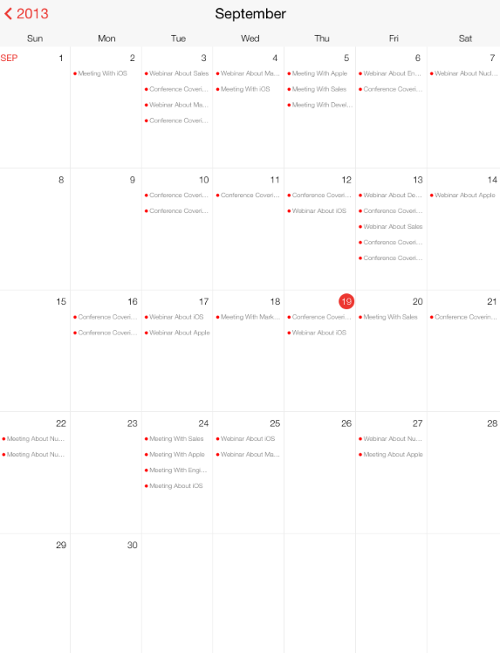 2013
September
Sun Mon Tue Wed Thu Fri Sat
SEP 1 2 3 4 5 6 7
Meeting With iOS Webinar About Sales Webinar About Ma... Meeting With Apple Webinar About En... Webinar About Nucl...
Conference Coveri... Meeting With iOS Meeting With Sales Conference Coveri...
Webinar About Ma... Meeting With Devel...
Conference Coveri...
8 9 10 11 12 13 14
Conference Coveri... Conference Coveri... Conference Coveri... Webinar About De... Webinar About Apple
Conference Coveri... Webinar About iOS Conference Coveri...
Webinar About Sales
Conference Coveri...
Conference Coveri...
15 16 17 18 19 20 21
Conference Coveri... Webinar About iOS Meeting With Mark... Conference Coveri... Meeting With Sales Conference Coverin...
Conference Coveri... Webinar About Apple Webinar About iOS
22 23 24 25 26 27 28
Meeting About Nu... Meeting With Sales Webinar About iOS Webinar About Nu...
Meeting About Nu... Meeting With Apple Webinar About Ma... Meeting About Apple
Meeting With Engi...
Meeting About iOS
29 30